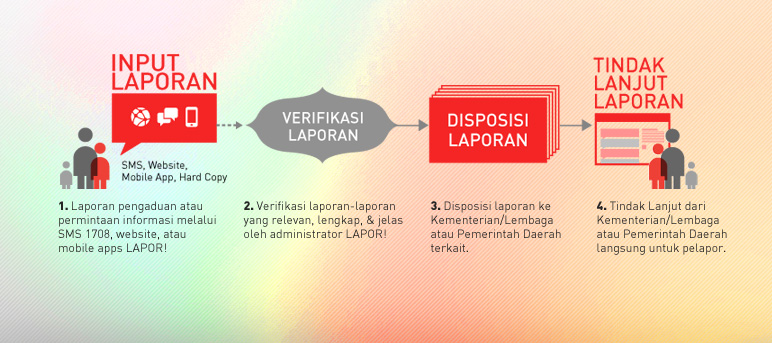 INPUT
LAPORAN
SMS, Website,
Mobile App, Hard Copy
VERIFIKASI
LAPORAN
DISPOSISI
LAPORAN
TINDAK
LANJUT
LAPORAN
1. Laporan pengaduan atau
permintaan informasi melalui
SMS 1708, website, atau
mobile apps LAPOR!
2. Verifikasi laporan-laporan
yang relevan, lengkap, & jelas
oleh administrator LAPOR!
3. Disposisi laporan ke
Kementerian/Lembaga
atau Pemerintah Daerah
terkait.
4. Tindak Lanjut dari
Kementerian/Lembaga
atau Pemerintah Daerah
langsung untuk pelapor.